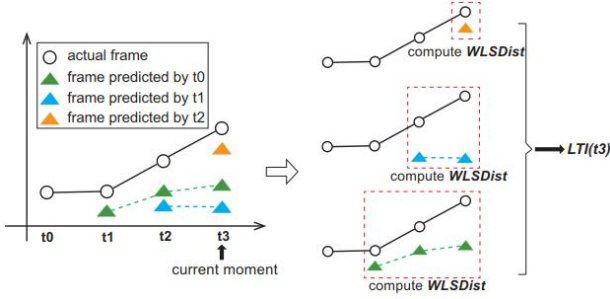 actual frame
frame predicted by t0
frame predicted by t1
frame predicted by t2
t0 t1 t2 t3
current moment
compute WLSDist
compute WLSDist
compute WLSDist
LTI(t3)